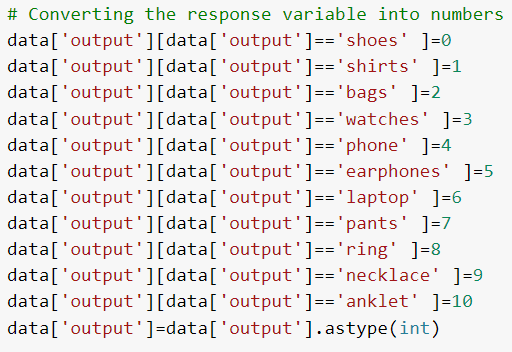 # Converting the response variable into numbers
data['output'][data['output']=='shoes' ]=0
data['output'][data['output']=='shirts' ]=1
data['output'][data['output']=='bags' ]=2
data['output'][data['output']=='watches' ]=3
data['output'][data['output']=='phone' ]=4
data['output'][data['output']=='earphones' ]=5
data['output'][data['output']=='laptop' ]=6
data['output'][data['output']=='pants' ]=7
data['output'][data['output']=='ring' ]=8
data['output'][data['output']=='necklace' ]=9
data['output'][data['output']=='anklet' ]=10
data['output']=data['output'].astype(int)